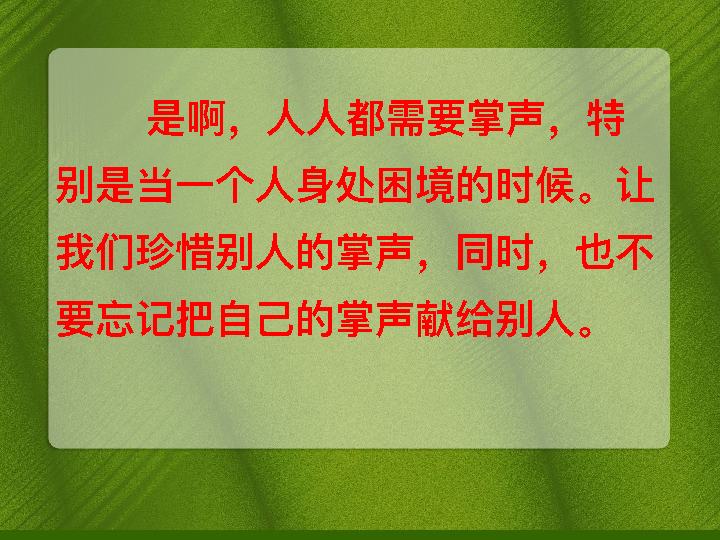 是啊，人人都需要掌声，特
别是当一个人身处困境的时候。让
我们珍惜别人的掌声，同时，也不
要忘记把自己的掌声献给别人。